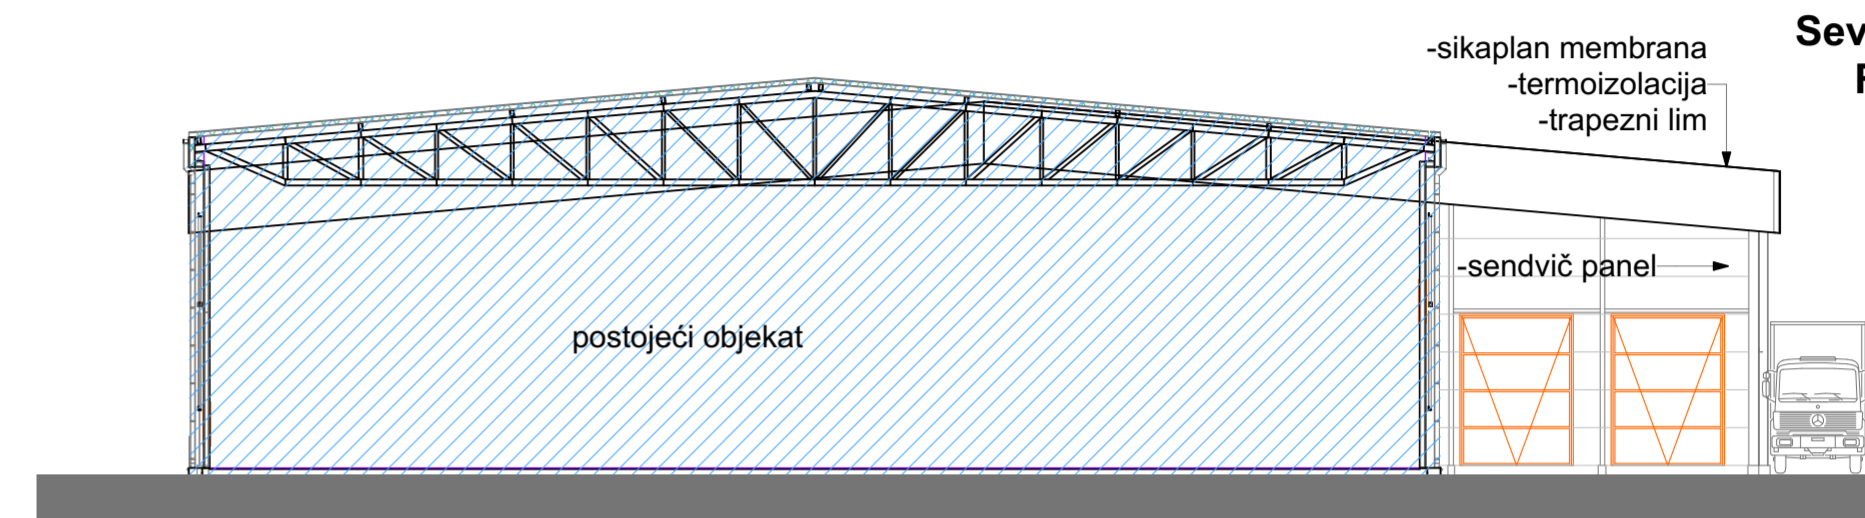 -sikaplan membrana
-termoizolacija
-trapezni lim
-sendvič panel
postojeći objekat